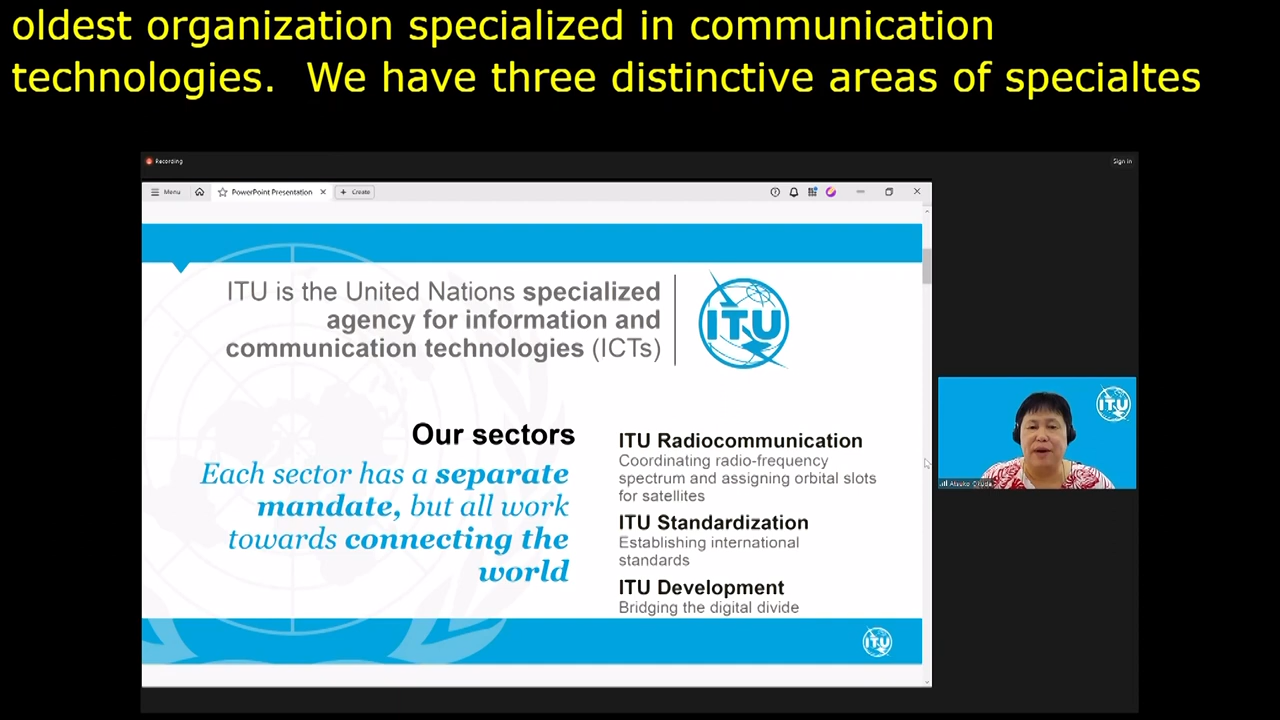 oldest organization specialized in communication
technologies.  We have three distinctive areas of specialtes
Recording
Sign in
Menu
PowerPoint Presentation
Create
ITU is the United Nations specialized
agency for information and
communication technologies (ICTs)
ITU
Our sectors
Each sector has a separate
mandate, but all work
towards connecting the
world
ITU Radiocommunication
Coordinating radio-frequency
spectrum and assigning orbital slots
for satellites
ITU Standardization
Establishing international
standards
ITU Development
Bridging the digital divide
ITU
ITU
Atsuko